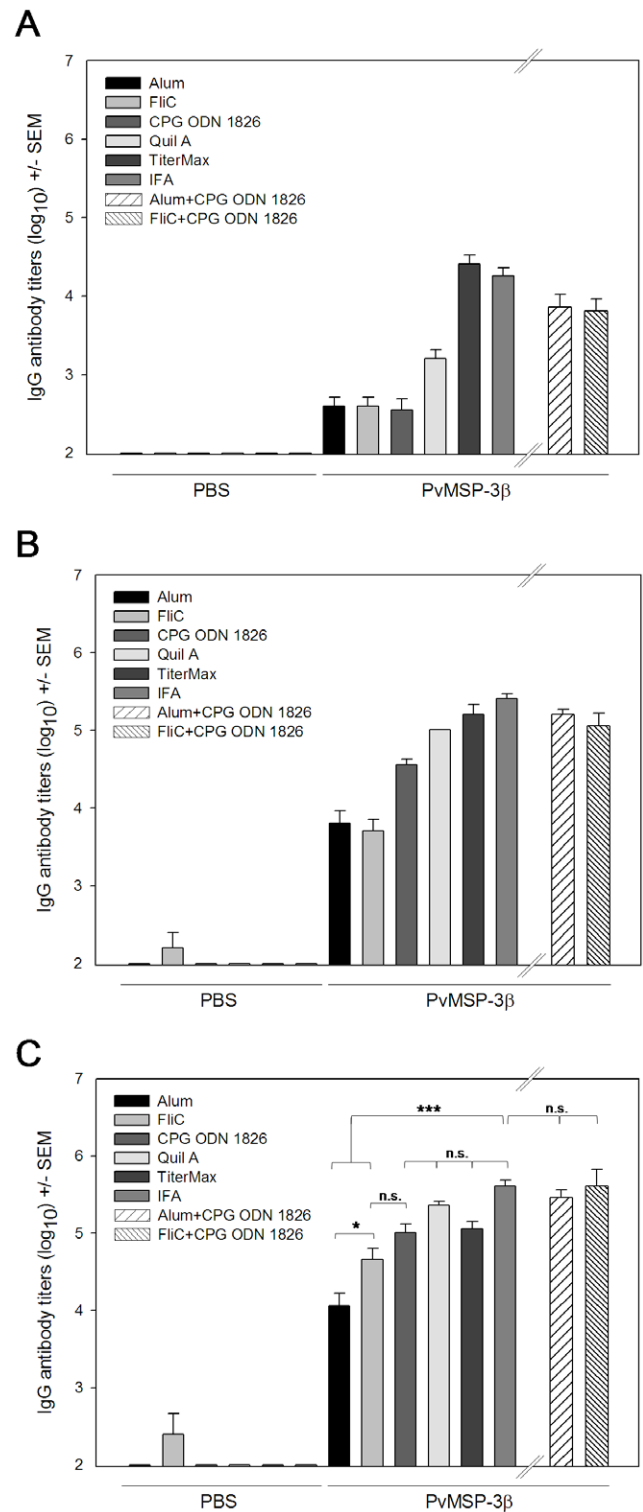 A
IgG antibody titers (log10) +/- SEM
7
6
5
4
3
2
Alum
FliC
CPG ODN 1826
Quil A
TiterMax
IFA
Alum+CPG ODN 1826
FliC+CPG ODN 1826
PBS
PvMSP-3β
B
IgG antibody titers (log10) +/- SEM
7
6
5
4
3
2
Alum
FliC
CPG ODN 1826
Quil A
TiterMax
IFA
Alum+CPG ODN 1826
FliC+CPG ODN 1826
PBS
PvMSP-3β
C
IgG antibody titers (log10) +/- SEM
7
6
5
4
3
2
Alum
FliC
CPG ODN 1826
Quil A
TiterMax
IFA
Alum+CPG ODN 1826
FliC+CPG ODN 1826
***
n.s.
n.s.
n.s.
*
PBS
PvMSP-3β